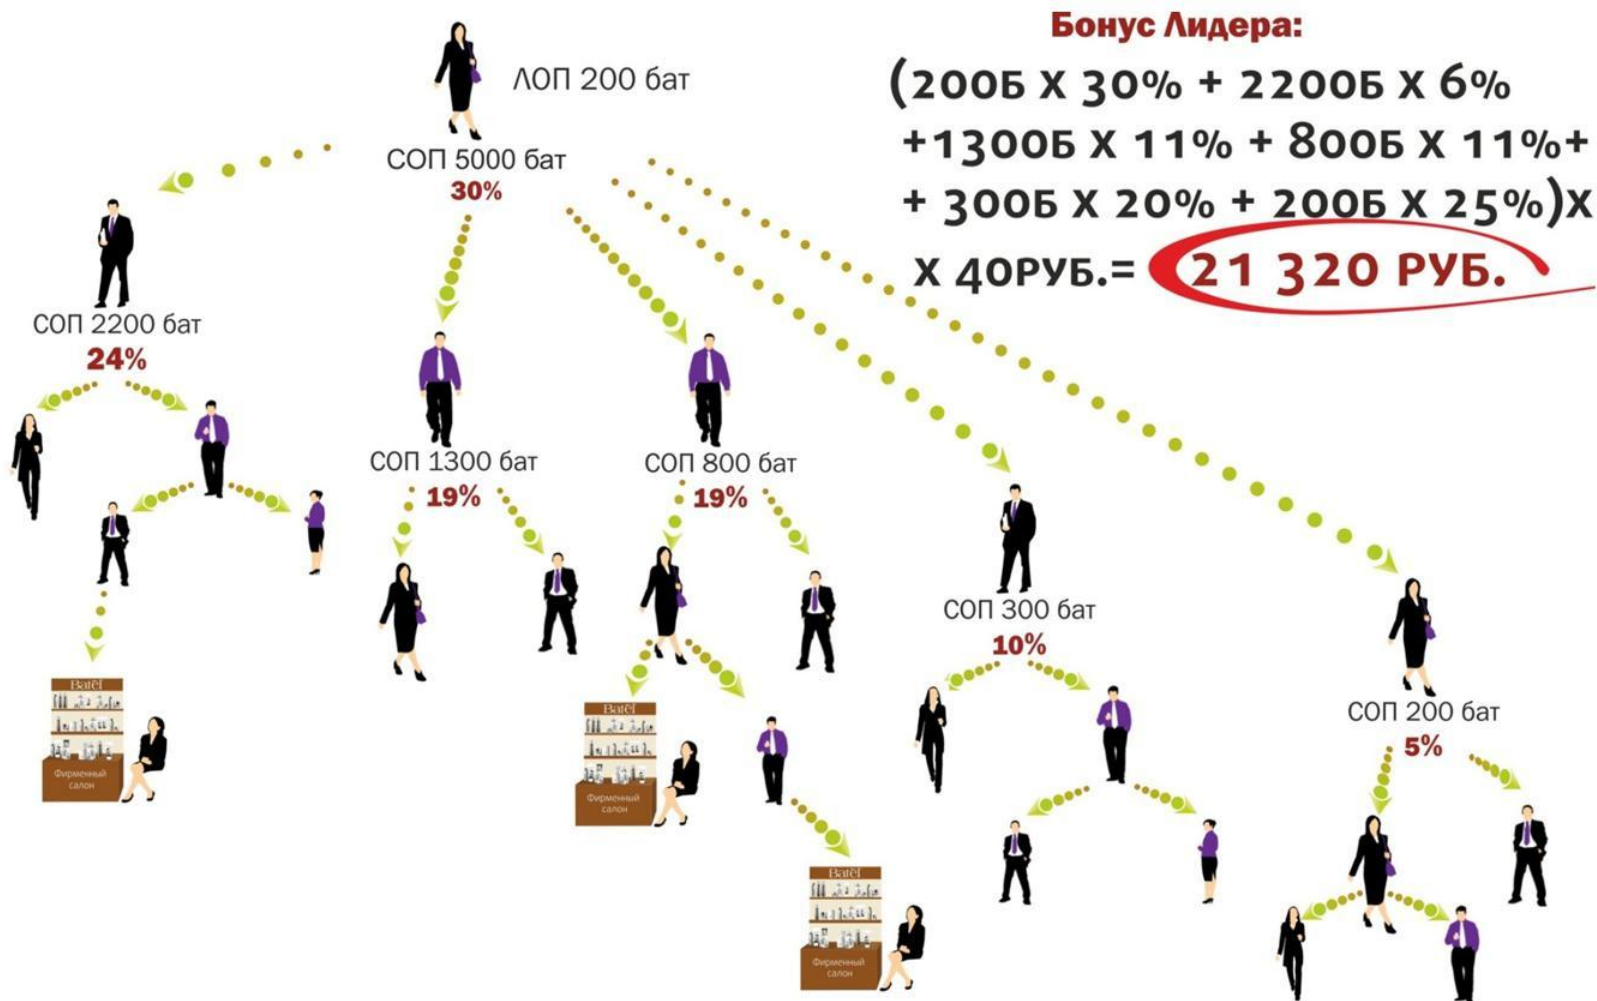 Бонус Лидера:
(200Б Х 30% + 2200Б Х 6%
+1300Б Х 11% + 800Б Х 11%+
+ 300Б Х 20% + 200Б Х 25%)Х
Х 40РУБ.= 21 320 РУБ.
ЛОП 200 бат
СОП 5000 бат
30%
СОП 2200 бат
24%
СОП 1300 бат
19%
СОП 800 бат
19%
СОП 300 бат
10%
СОП 200 бат
5%
Batel
Фирменный
салон
Batel
Фирменный
салон
Batel
Фирменный
салон